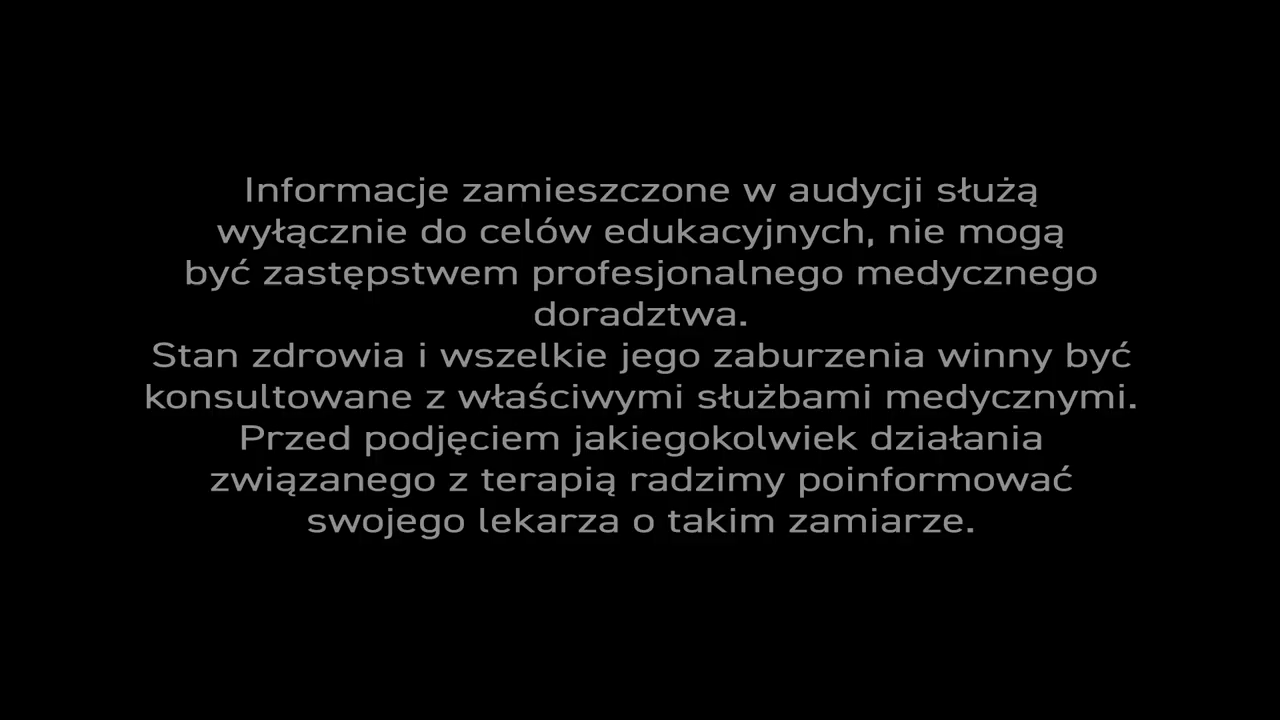 Informacje zamieszczone w audycji służą
wyłącznie do celów edukacyjnych, nie mogą
być zastępstwem profesjonalnego medycznego
doradztwa.
Stan zdrowia i wszelkie jego zaburzenia winny być
konsultowane z właściwymi służbami medycznymi.
Przed podjęciem jakiegokolwiek działania
związanego z terapią radzimy poinformować
swojego lekarza o takim zamiarze.